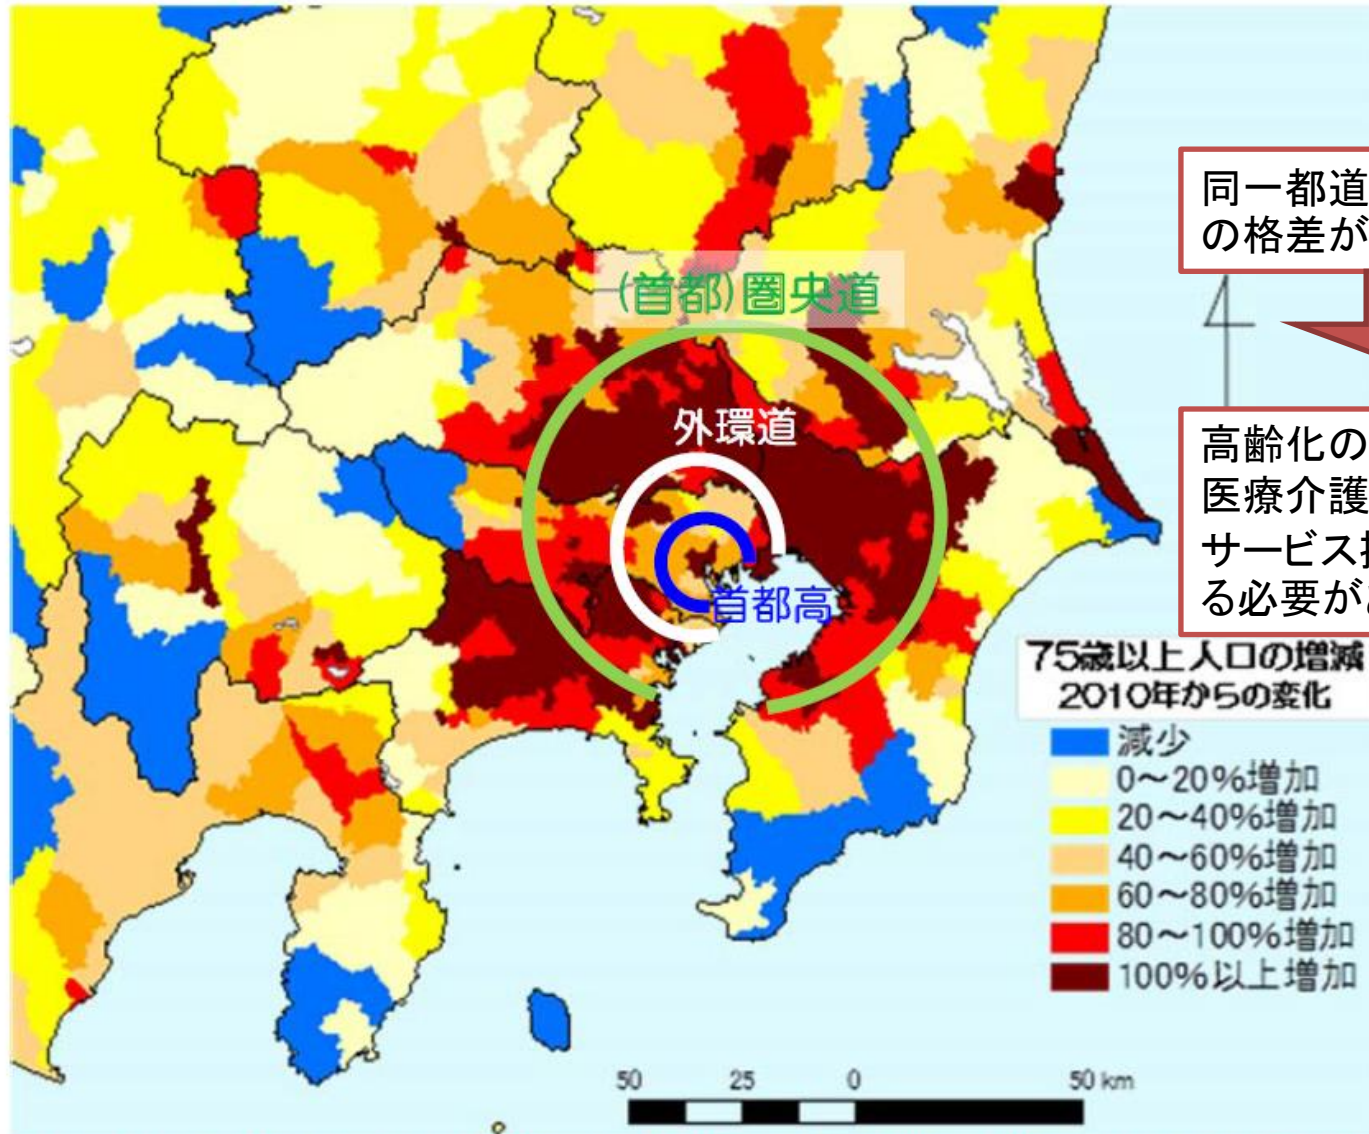 同一都道
の格差が
(首都)圏央道
外環道
首都高
高齢化の
医療介護
サービス
る必要が
75歳以上人口の増減
2010年からの変化
減少
0～20%増加
20～40%増加
40～60%増加
60～80%増加
80～100%増加
100%以上増加
50 25 0 50 km